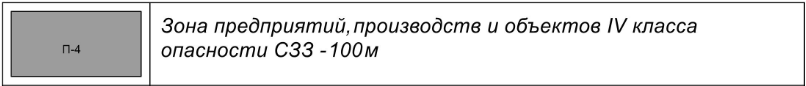 П-4
Зона предприятий, производств и объектов IV класса
опасности СЗЗ - 100м